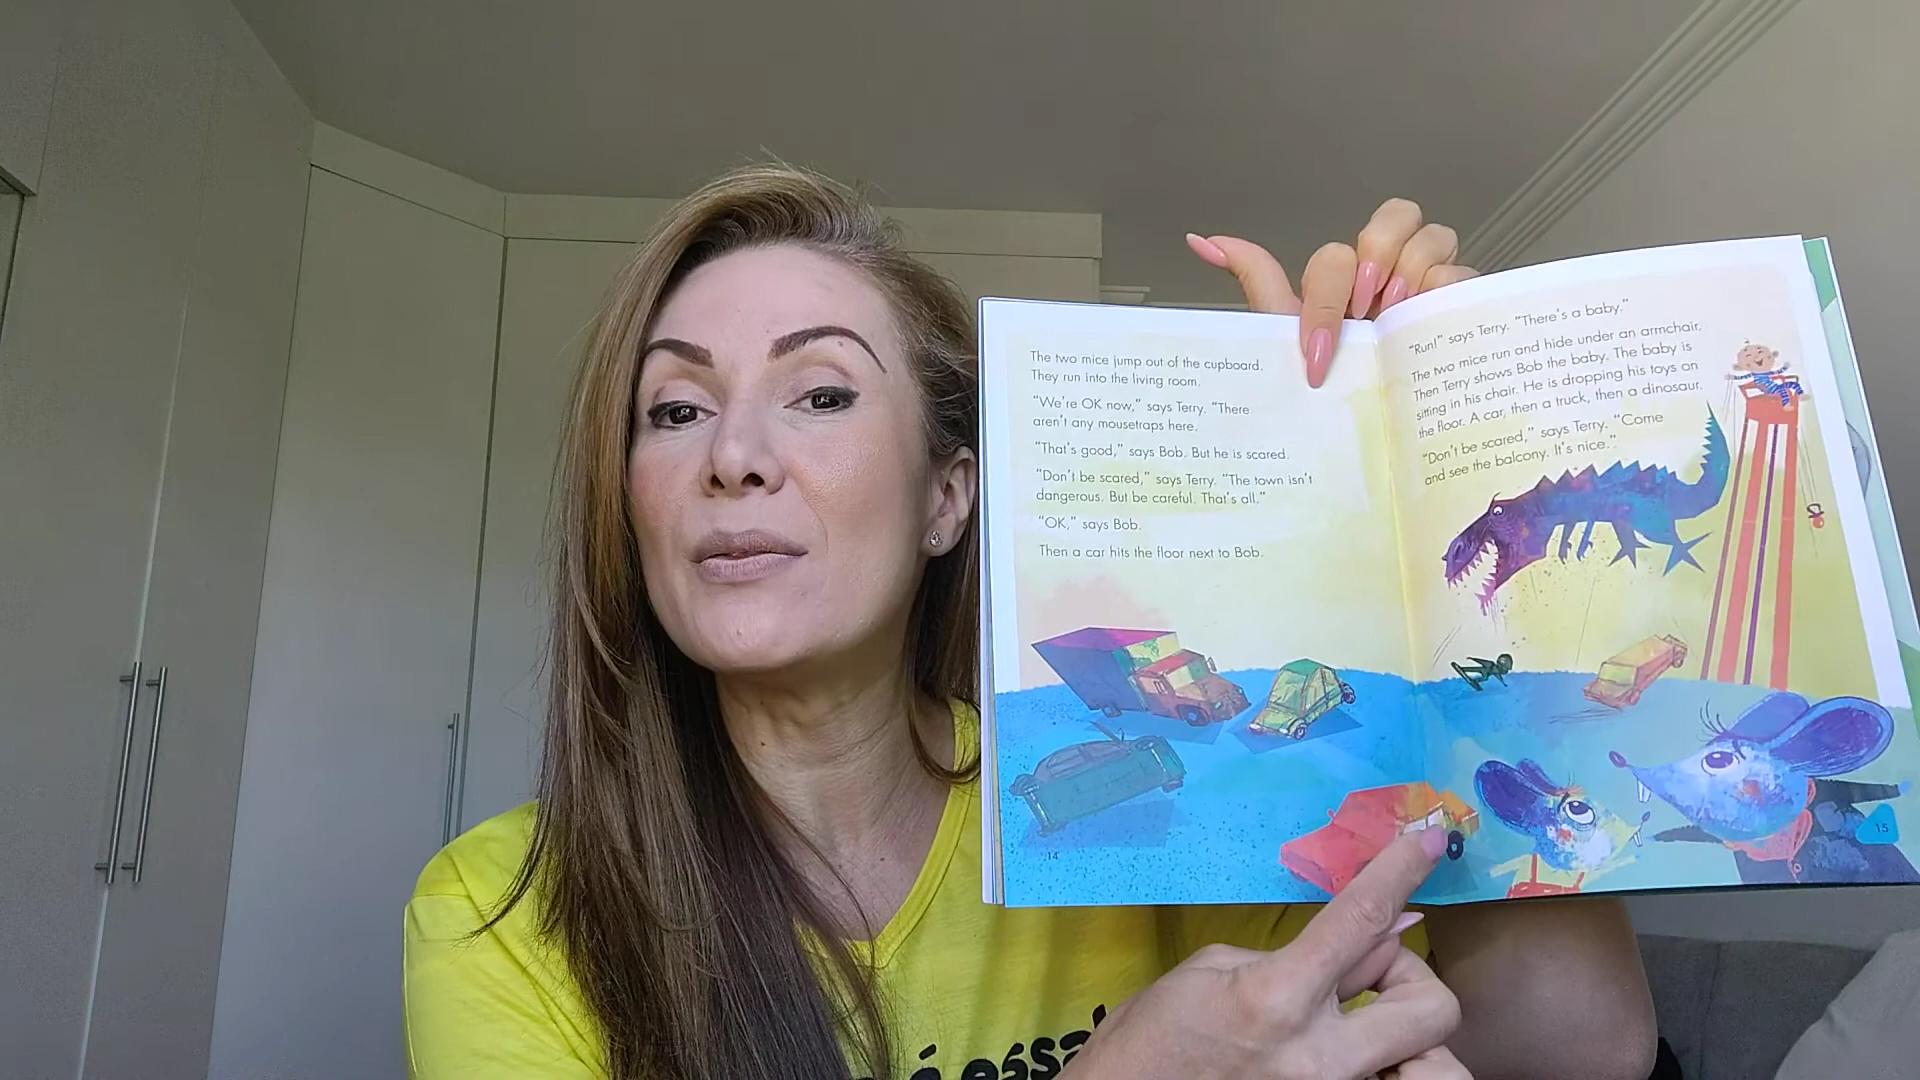 The two mice jump out of the cupboard.
They run into the living room.
"We're OK now," says Terry. "There
aren't any mousetraps here.
"That's good," says Bob. But he is scared.
"Don't be scared," says Terry. "The town isn't
dangerous. But be careful. That's all."
"OK," says Bob.
Then a car hits the floor next to Bob.
14
"Run!" says Terry. "There's a baby."
The two mice run and hide under an armchair.
Then Terry shows Bob the baby. The baby is
sitting in his chair. He is dropping his toys on
the floor. A car, then a truck, then a dinosaur.
"Don't be scared," says Terry. "Come
and see the balcony. It's nice."
15